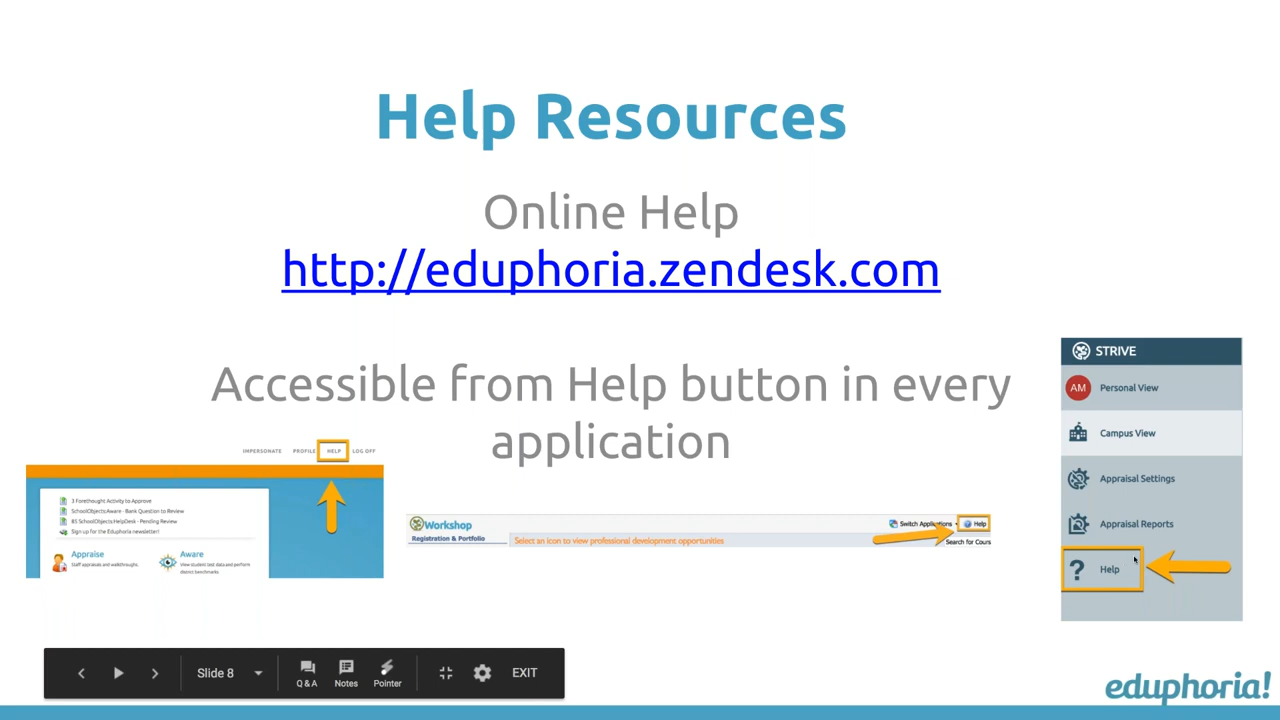 Help Resources
Online Help
http://eduphoria.zendesk.com
Accessible from Help button in every
application
IMPERSONATE PROFILE HELP LOG OFF
3 Forethought Activity to Approve
SchoolObjects:Aware - Bank Question to Review
85 SchoolObjects:HelpDesk - Pending Review
Sign up for the Eduphoria newsletter!
Appraise
Staff appraisals and walkthroughs.
Aware
View student test data and perform
district benchmarks.
Workshop
Switch Applications Help
Registration & Portfolio
Select an icon to view professional development opportunities
Search for Cours
STRIVE
AM Personal View
Campus View
Appraisal Settings
Appraisal Reports
? Help
Slide 8
Q & A
Notes
Pointer
EXIT
eduphoria!